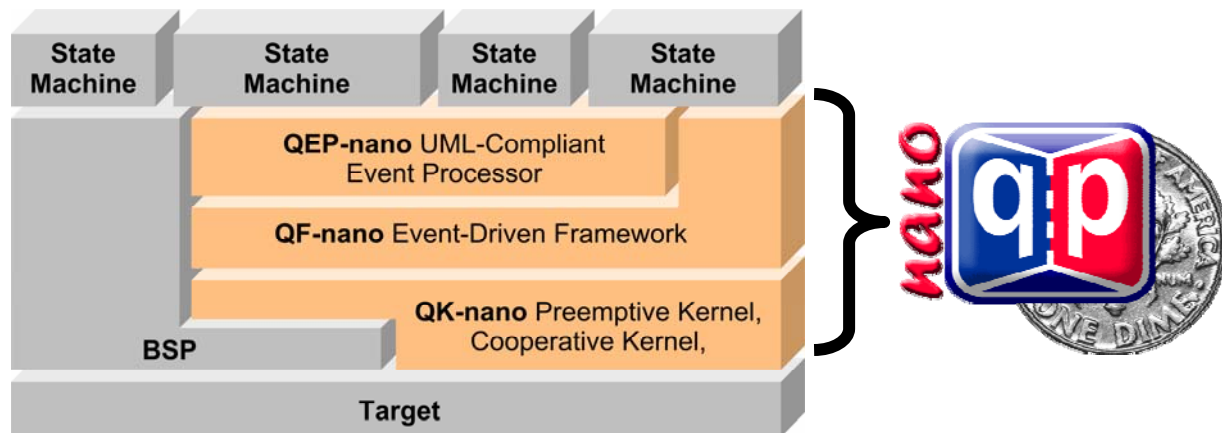 State
Machine
State
Machine
State
Machine
State
Machine
QEP-nano UML-Compliant
Event Processor
QF-nano Event-Driven Framework
QK-nano Preemptive Kernel,
Cooperative Kernel,
BSP
Target
nano
qp
AMERICA
ONE DIME